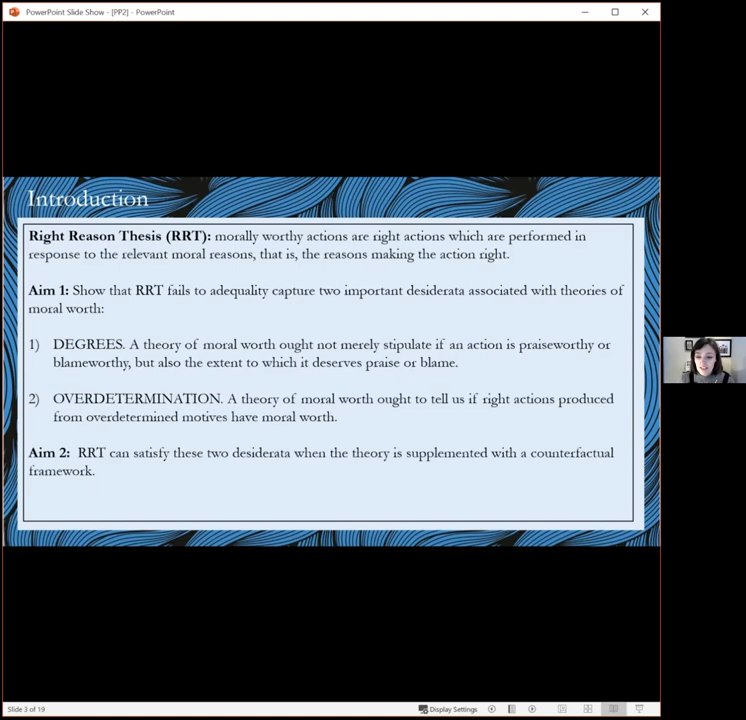 PowerPoint Slide Show - [PP2] - PowerPoint
Introduction
Right Reason Thesis (RRT): morally worthy actions are right actions which are performed in
response to the relevant moral reasons, that is, the reasons making the action right.
Aim 1: Show that RRT fails to adequality capture two important desiderata associated with theories of
moral worth:
1) DEGREES. A theory of moral worth ought not merely stipulate if an action is praiseworthy or
blameworthy, but also the extent to which it deserves praise or blame.
2) OVERDETERMINATION. A theory of moral worth ought to tell us if right actions produced
from overdetermined motives have moral worth.
Aim 2: RRT can satisfy these two desiderata when the theory is supplemented with a counterfactual
framework.
Slide 3 of 19
Display Settings